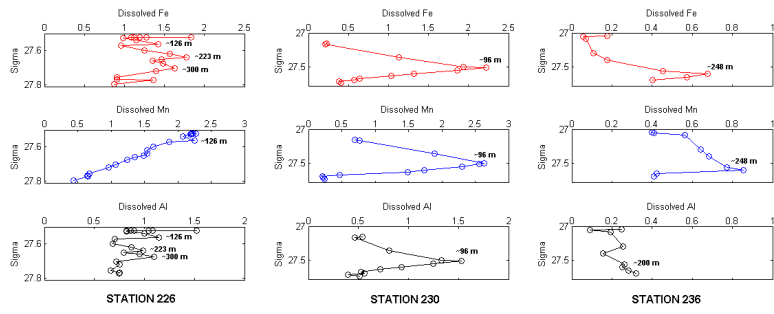 Dissolved Fe
0 0.5 1 1.5 2 2.5
27.6
27.8
Sigma
~126 m
~223 m
~300 m
Dissolved Fe
0 0.5 1 1.5 2 2.5
27
27.5
Sigma
~96 m
Dissolved Fe
0 0.2 0.4 0.6 0.8 1
27
27.5
Sigma
~248 m
Dissolved Mn
0 0.5 1 1.5 2 2.5 3
27.6
27.8
Sigma
~126 m
Dissolved Mn
0 0.5 1 1.5 2 2.5 3
27
27.5
Sigma
~96 m
Dissolved Mn
0 0.2 0.4 0.6 0.8 1
27
27.5
Sigma
~248 m
Dissolved Al
0 0.5 1 1.5 2
27.6
27.8
Sigma
~126 m
~223 m
~300 m
Dissolved Al
0 0.5 1 1.5 2
27
27.5
Sigma
~96 m
Dissolved Al
0 0.2 0.4 0.6 0.8 1
27
27.5
Sigma
~200 m
STATION 226
STATION 230
STATION 236